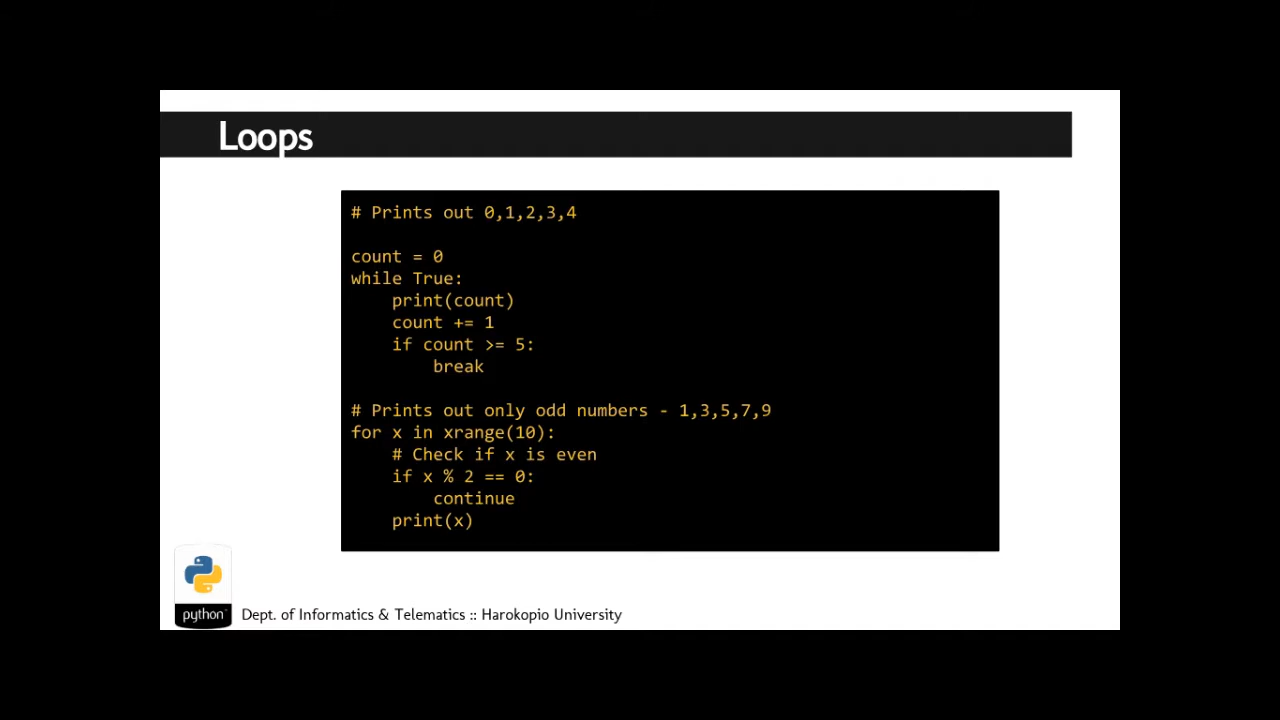 Loops
# Prints out 0,1,2,3,4
count = 0
while True:
    print(count)
    count += 1
    if count >= 5:
        break
# Prints out only odd numbers - 1,3,5,7,9
for x in xrange(10):
    # Check if x is even
    if x % 2 == 0:
        continue
    print(x)
python
Dept. of Informatics & Telematics :: Harokopio University